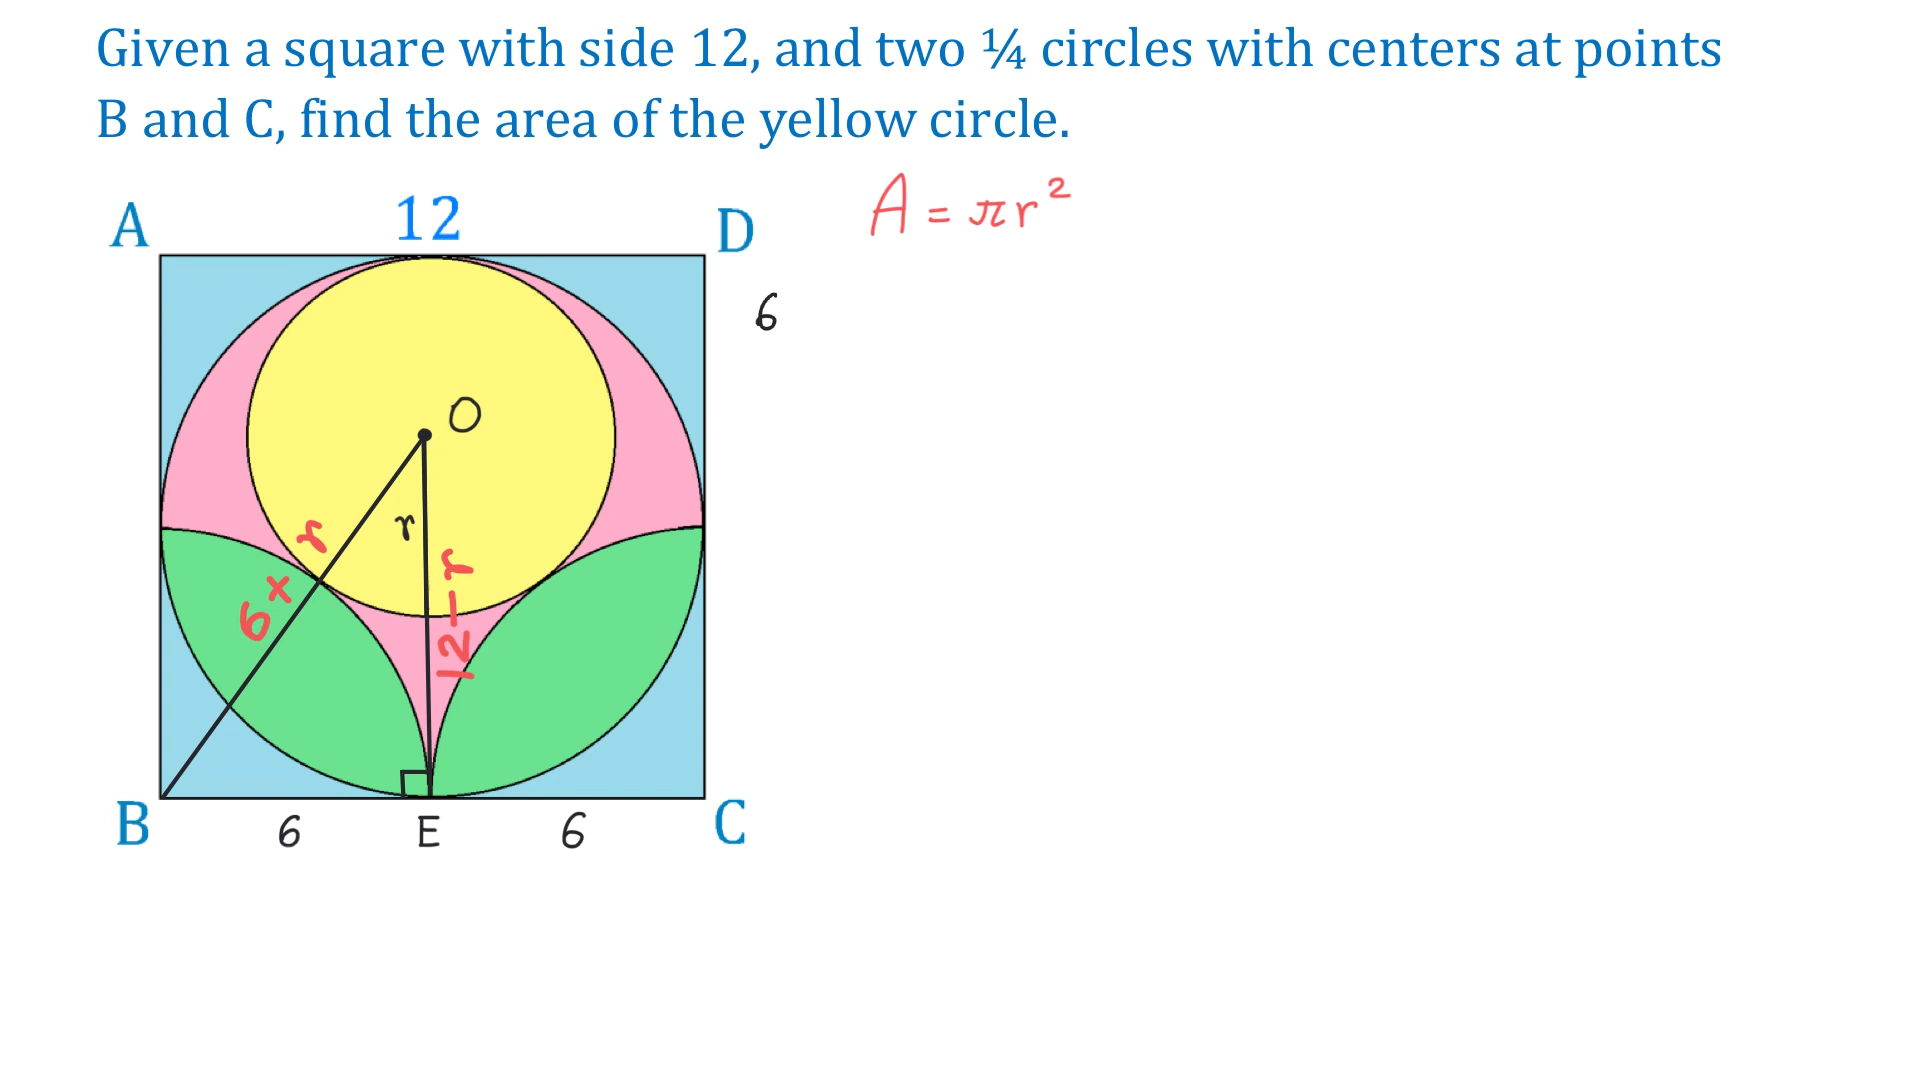 Given a square with side 12, and two ¼ circles with centers at points
B and C, find the area of the yellow circle.
A = πr²
A 12 D
6
O
r
r
6+
12-r
B 6 E 6 C